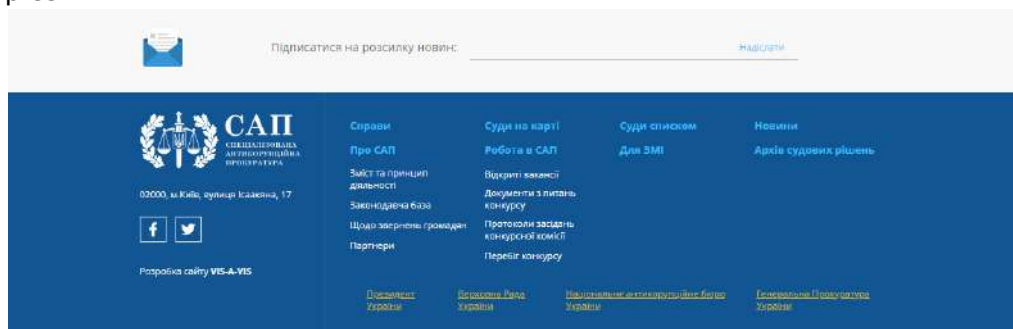 Підписатися на розсилку новин:
Надіслати
САП
СПЕЦІАЛІЗОВАНА
АНТИКОРУПЦІЙНА
ПРОКУРАТУРА
02000, м.Київ, вулиця Ісаакяна, 17
Розробка сайту VIS-A-VIS
Справи
Суди на карті
Суди списком
Новини
Про САП
Робота в САП
Для ЗМІ
Архів судових рішень
Зміст та принцип
діяльності
Законодавча база
Щодо звернень громадян
Партнери
Відкриті вакансії
Документи з питань
конкурсу
Протоколи засідань
конкурсної комісії
Перебіг конкурсу
Президент
України
Верховна Рада
України
Національне антикорупційне бюро
України
Генеральна Прокуратура
України